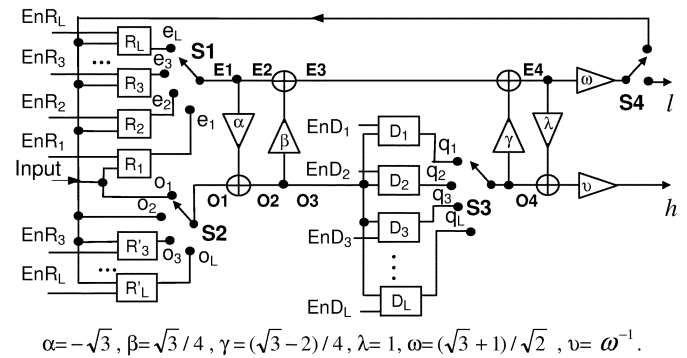 EnR_L
R_L
e_L
S1
...
EnR_3
R_3
e_3
E1
E2
E3
E4
ω
S4
l
EnR_2
R_2
e_2
α
β
EnD_1
D_1
q_1
γ
λ
EnR_1
R_1
e_1
Input
o_1
EnD_2
D_2
q_2
o_2
S2
O1
O2
O3
q_3
S3
O4
υ
h
EnR_3
R'_3
o_3
EnD_3
D_3
q_L
...
EnR_L
R'_L
o_L
⋮
EnD_L
D_L
α=−√3 , β=√3 / 4 , γ = (√3−2) / 4 , λ= 1, ω= (√3 +1) / √2 , υ= ω^−1 .